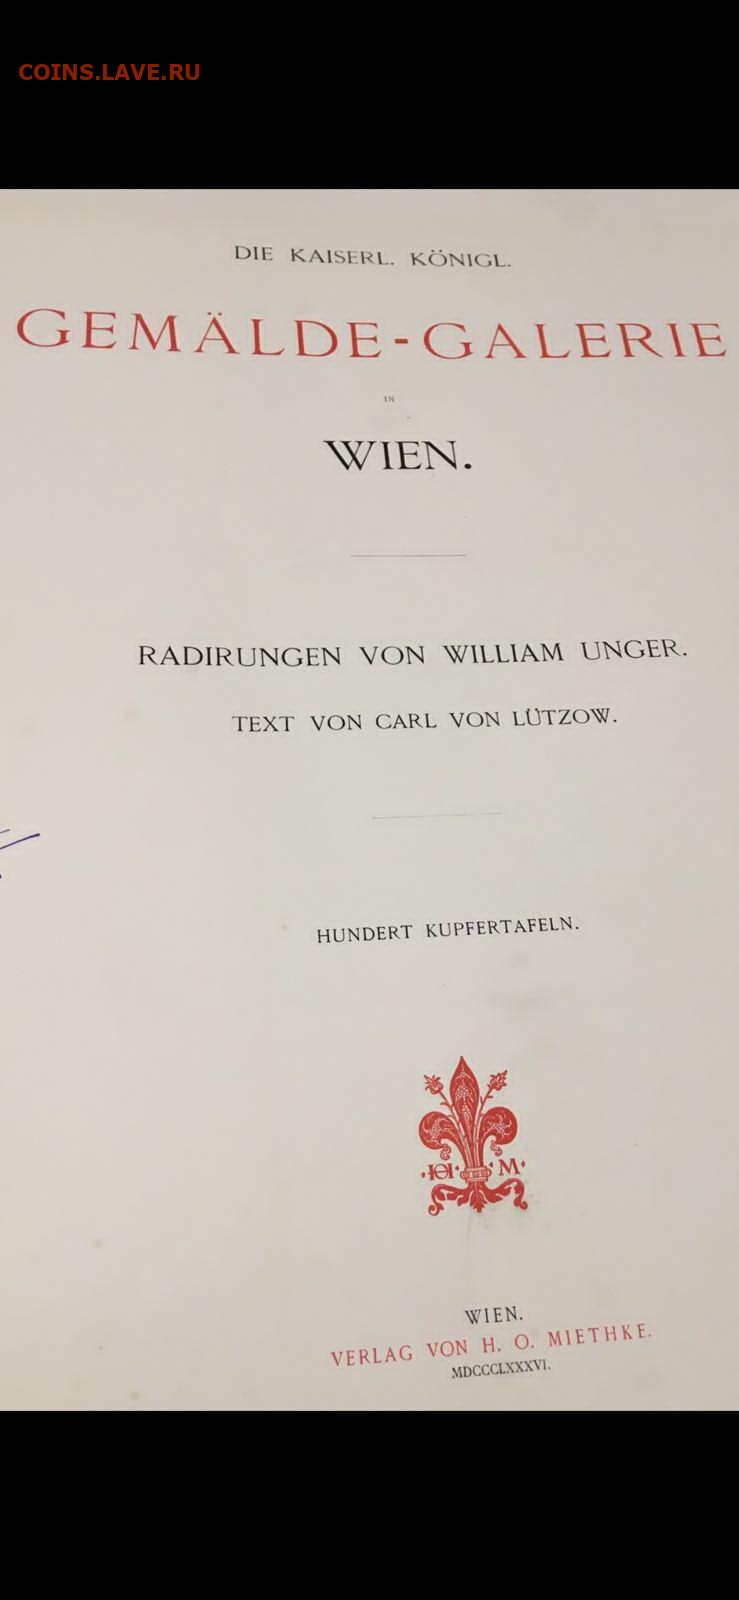 COINS.LAVE.RU
DIE KAISERL. KÖNIGL.
GEMÄLDE-GALERIE
IN
WIEN.
RADIRUNGEN VON WILLIAM UNGER.
TEXT VON CARL VON LÜTZOW.
HUNDERT KUPFERTAFELN.
HO M
WIEN.
VERLAG VON H. O. MIETHKE.
MDCCCLXXXVI.